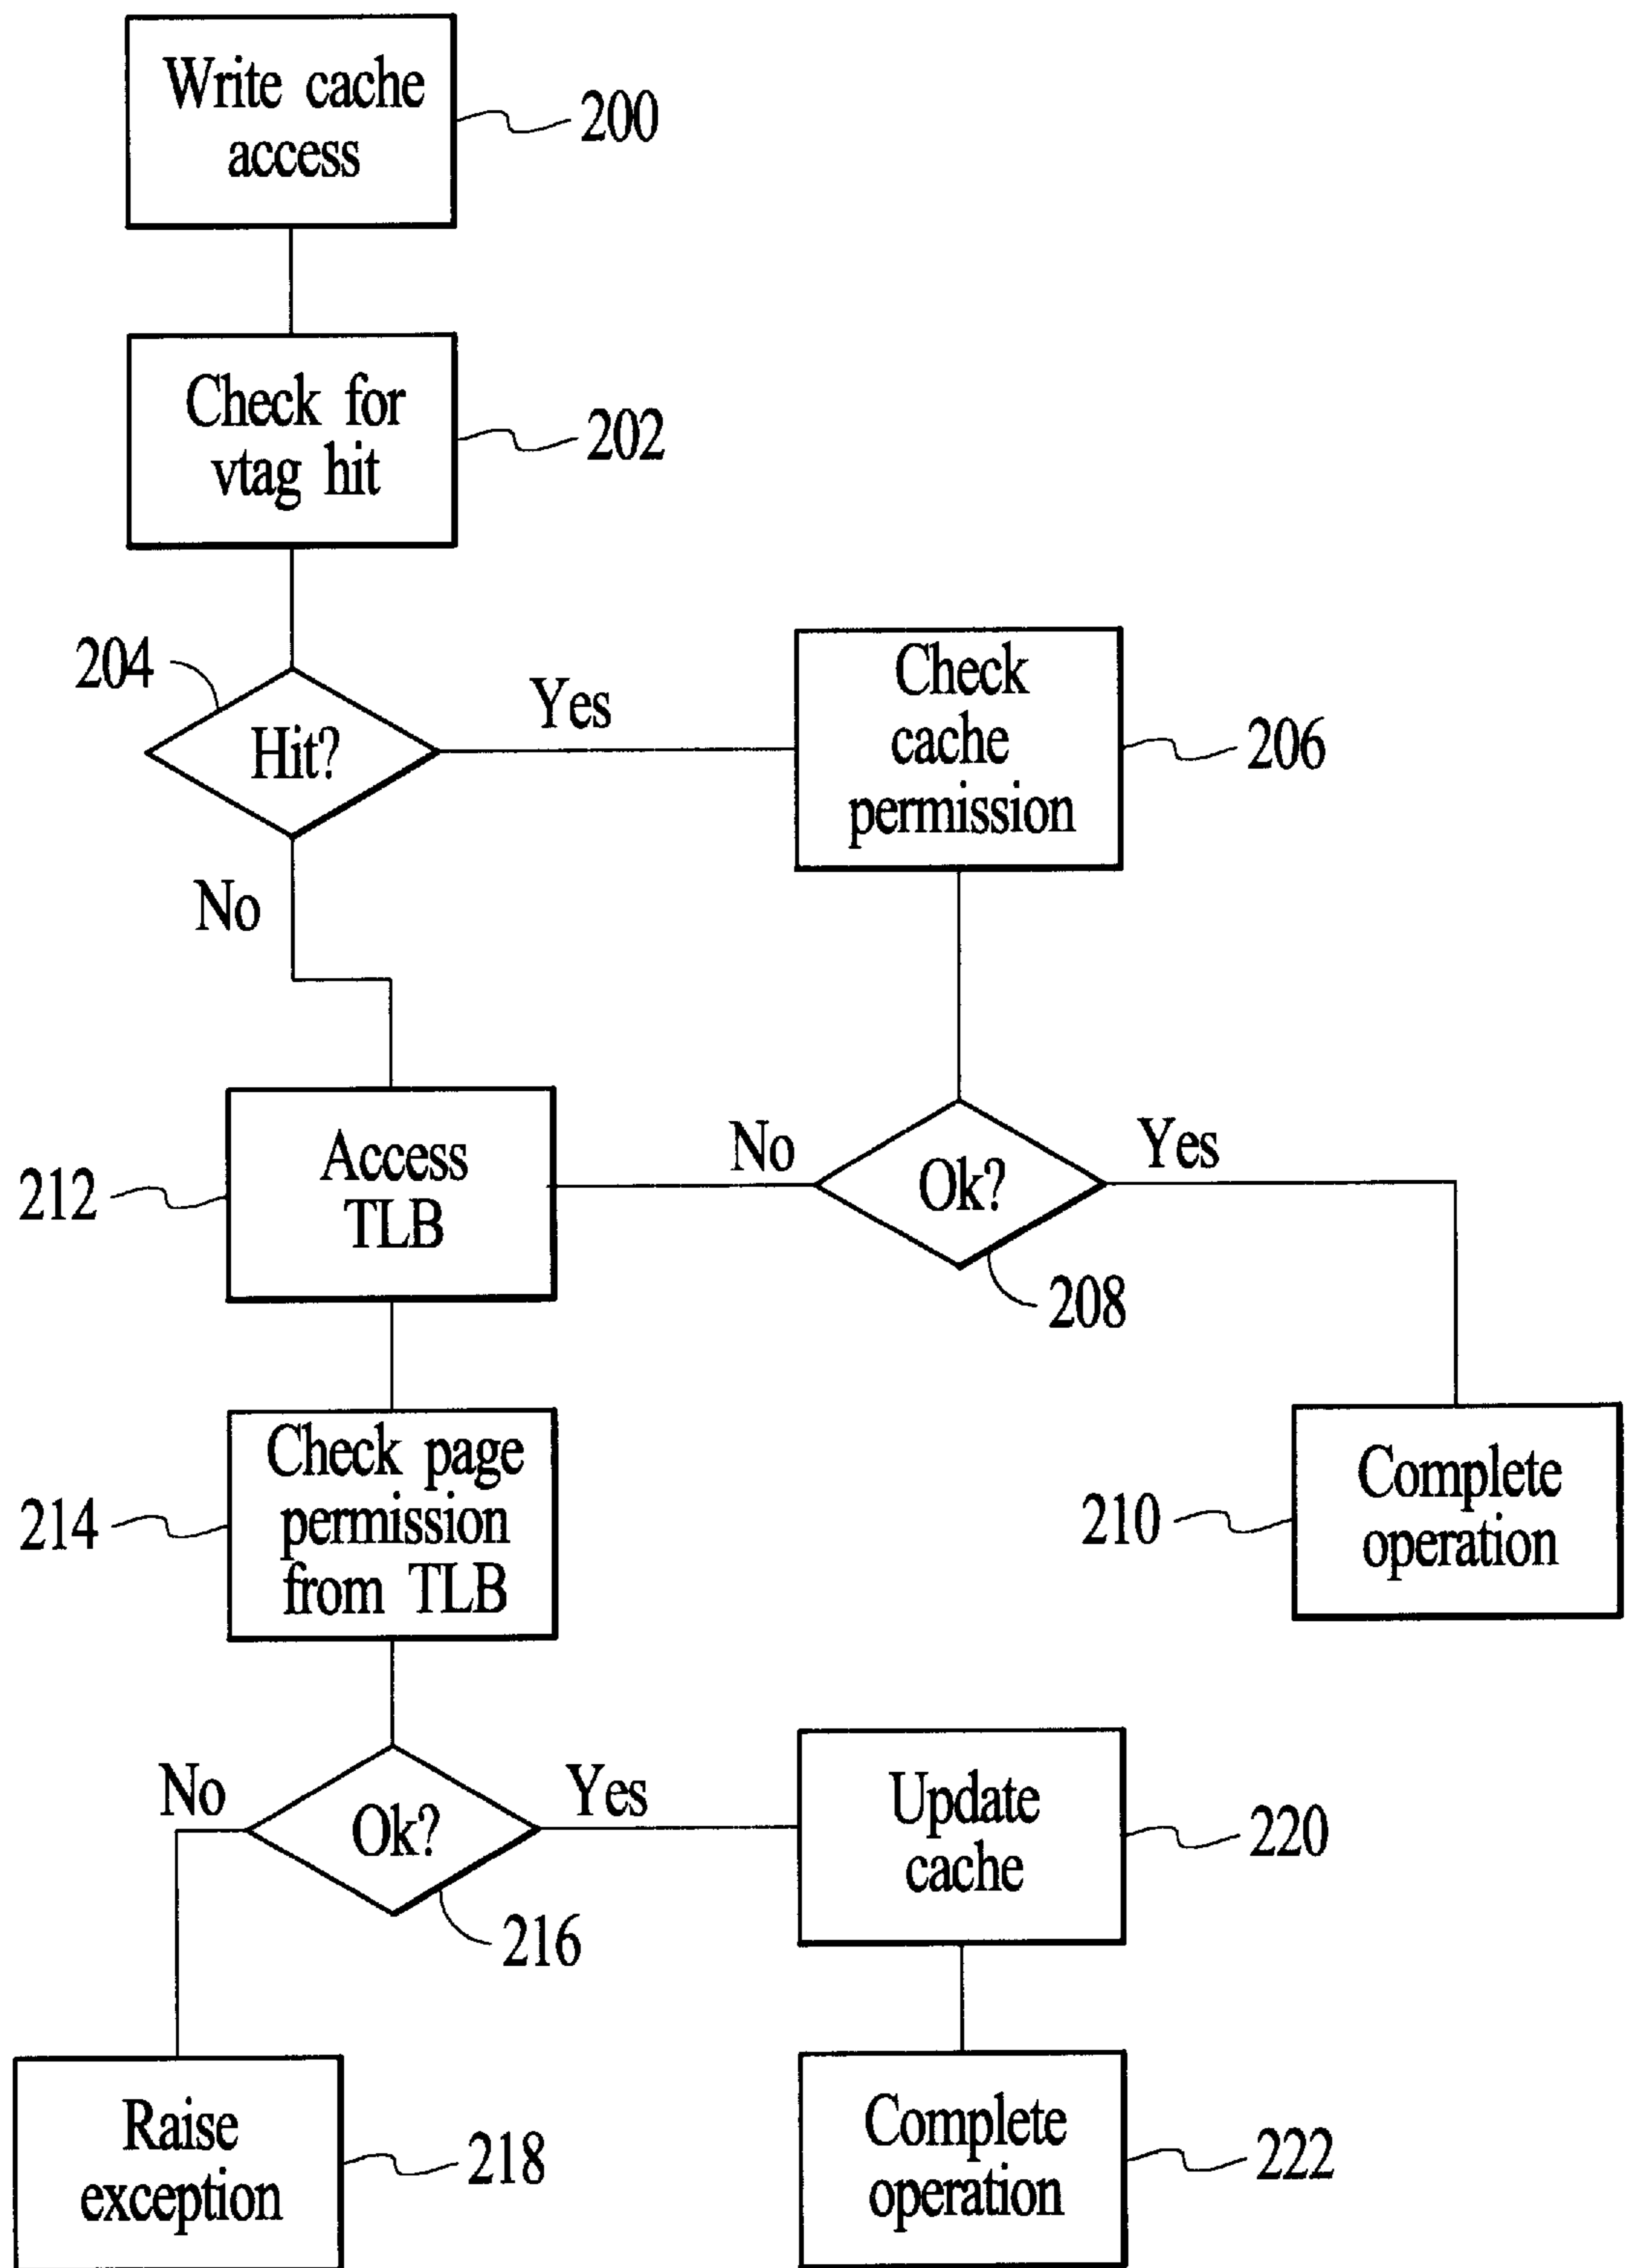 Write cache
access
200
Check for
vtag hit
202
204
Hit?
Yes
Check
cache
permission
206
No
Access
TLB
212
No
Ok?
Yes
208
Check page
permission
from TLB
214
Complete
operation
210
No
Ok?
Yes
216
Update
cache
220
Raise
exception
218
Complete
operation
222